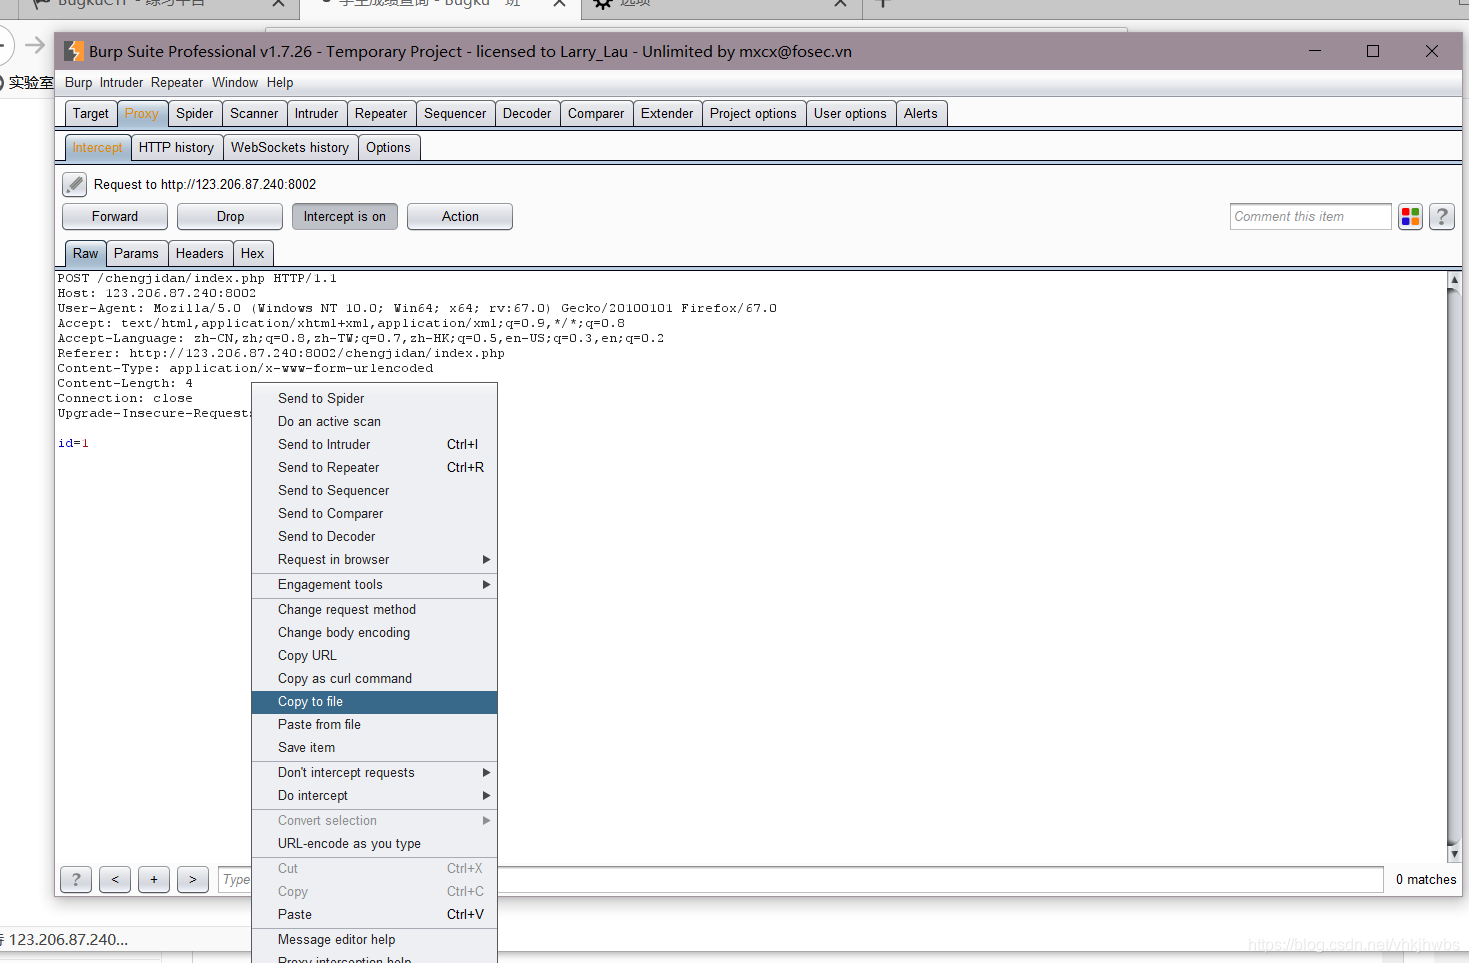 BugkuCTF - 练习平台
学生成绩查询 - Bugku
班
选项
实验室
Burp Suite Professional v1.7.26 - Temporary Project - licensed to Larry_Lau - Unlimited by mxcx@fosec.vn
Burp Intruder Repeater Window Help
Target Proxy Spider Scanner Intruder Repeater Sequencer Decoder Comparer Extender Project options User options Alerts
Intercept HTTP history WebSockets history Options
Request to http://123.206.87.240:8002
Forward Drop Intercept is on Action Comment this item ?
Raw Params Headers Hex
POST /chengjidan/index.php HTTP/1.1
Host: 123.206.87.240:8002
User-Agent: Mozilla/5.0 (Windows NT 10.0; Win64; x64; rv:67.0) Gecko/20100101 Firefox/67.0
Accept: text/html,application/xhtml+xml,application/xml;q=0.9,*/*;q=0.8
Accept-Language: zh-CN,zh;q=0.8,zh-TW;q=0.7,zh-HK;q=0.5,en-US;q=0.3,en;q=0.2
Referer: http://123.206.87.240:8002/chengjidan/index.php
Content-Type: application/x-www-form-urlencoded
Content-Length: 4
Connection: close
Upgrade-Insecure-Requests
id=1
Send to Spider
Do an active scan
Send to Intruder Ctrl+I
Send to Repeater Ctrl+R
Send to Sequencer
Send to Comparer
Send to Decoder
Request in browser
Engagement tools
Change request method
Change body encoding
Copy URL
Copy as curl command
Copy to file
Paste from file
Save item
Don't intercept requests
Do intercept
Convert selection
URL-encode as you type
Cut Ctrl+X
Copy Ctrl+C
Paste Ctrl+V
Message editor help
Proxy interception help
? < + > Type 0 matches
123.206.87.240...
https://blog.csdn.net/vhkjhwbs